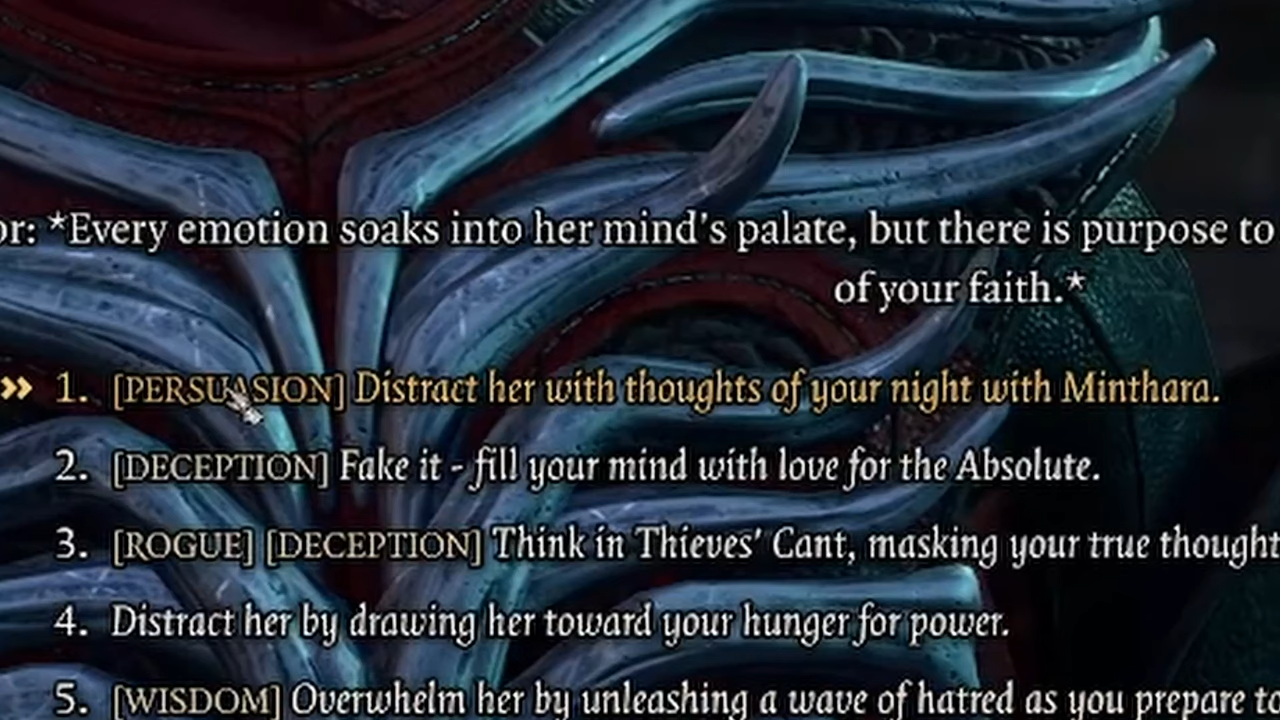 or: *Every emotion soaks into her mind's palate, but there is purpose to
of your faith.*
1. [PERSUASION] Distract her with thoughts of your night with Minthara.
2. [DECEPTION] Fake it - fill your mind with love for the Absolute.
3. [ROGUE] [DECEPTION] Think in Thieves' Cant, masking your true thought
4. Distract her by drawing her toward your hunger for power.
5. [WISDOM] Overwhelm her by unleashing a wave of hatred as you prepare to